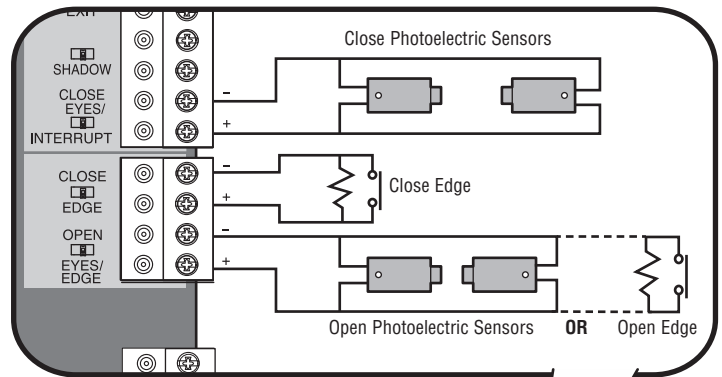 EXIT
SHADOW
CLOSE
EYES/
INTERRUPT
CLOSE
EDGE
OPEN
EYES/
EDGE
Close Photoelectric Sensors
-
+
-
+
Close Edge
-
+
Open Photoelectric Sensors
OR
Open Edge